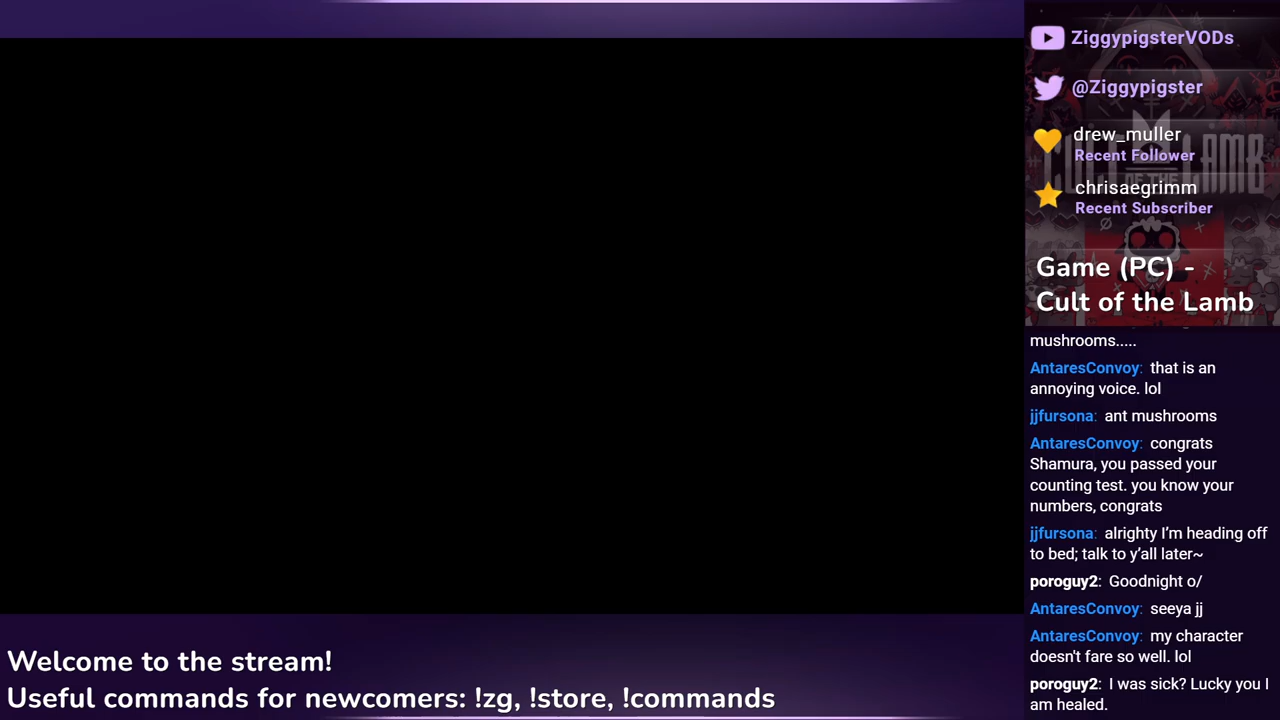 ZiggypigsterVODs
@Ziggypigster
drew_muller
Recent Follower
chrisaegrimm
Recent Subscriber
CULT OF THE LAMB
Game (PC) -
Cult of the Lamb
mushrooms.....
AntaresConvoy: that is an
annoying voice. lol
jjfursona: ant mushrooms
AntaresConvoy: congrats
Shamura, you passed your
counting test. you know your
numbers, congrats
jjfursona: alrighty I’m heading off
to bed; talk to y’all later~
poroguy2: Goodnight o/
AntaresConvoy: seeya jj
AntaresConvoy: my character
doesn't fare so well. lol
poroguy2: I was sick? Lucky you I
am healed.
Welcome to the stream!
Useful commands for newcomers: !zg, !store, !commands